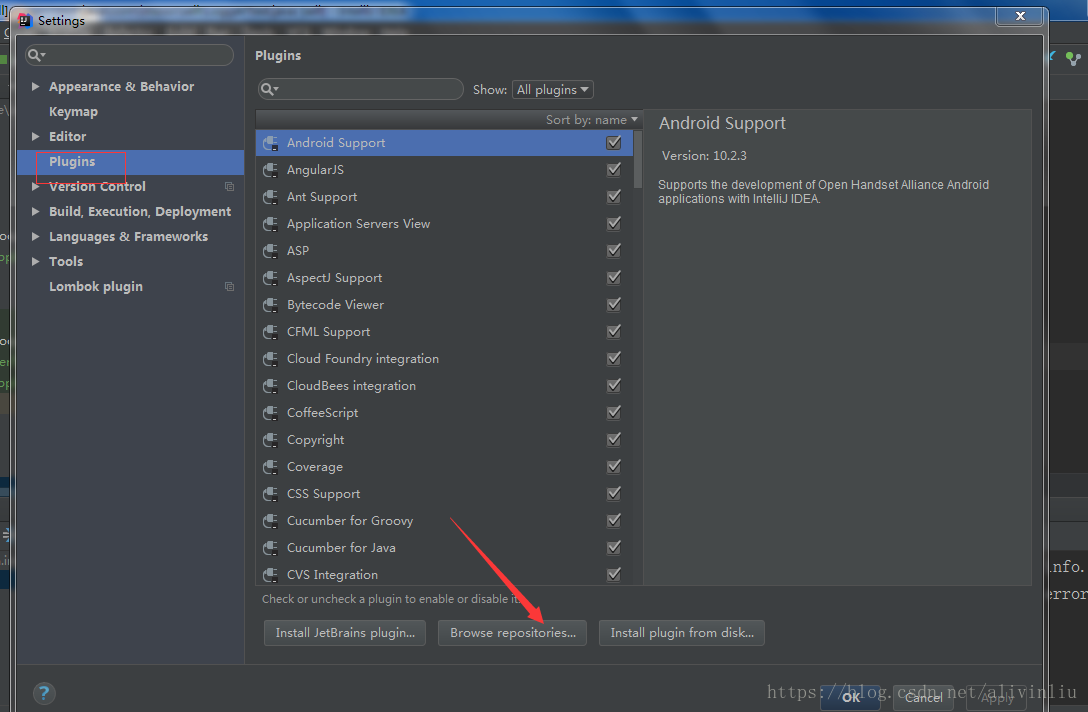 Settings
Plugins
Show: All plugins
Appearance & Behavior
Keymap
Editor
Plugins
Version Control
Build, Execution, Deployment
Languages & Frameworks
Tools
Lombok plugin
Sort by: name
Android Support
AngularJS
Ant Support
Application Servers View
ASP
AspectJ Support
Bytecode Viewer
CFML Support
Cloud Foundry integration
CloudBees integration
CoffeeScript
Copyright
Coverage
CSS Support
Cucumber for Groovy
Cucumber for Java
CVS Integration
Android Support
Version: 10.2.3
Supports the development of Open Handset Alliance Android
applications with IntelliJ IDEA.
Check or uncheck a plugin to enable or disable it.
Install JetBrains plugin...
Browse repositories...
Install plugin from disk...
nfo.
error
?
OK
Cancel
Apply
https://blog.csdn.net/alivinliu